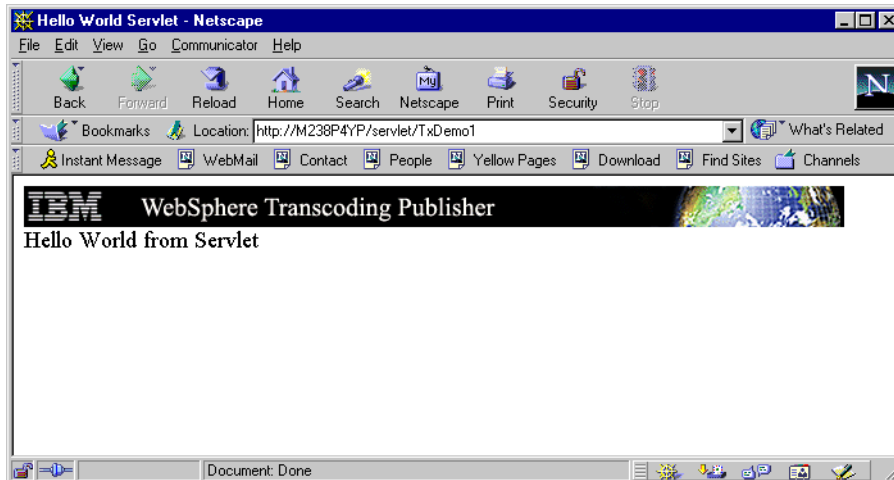 Hello World Servlet - Netscape
File Edit View Go Communicator Help
My
Back Forward Reload Home Search Netscape Print Security Stop
N
Bookmarks Location: http://M238P4YP/servlet/TxDemo1 What's Related
Instant Message WebMail Contact People Yellow Pages Download Find Sites Channels
IBM WebSphere Transcoding Publisher
Hello World from Servlet
Document: Done